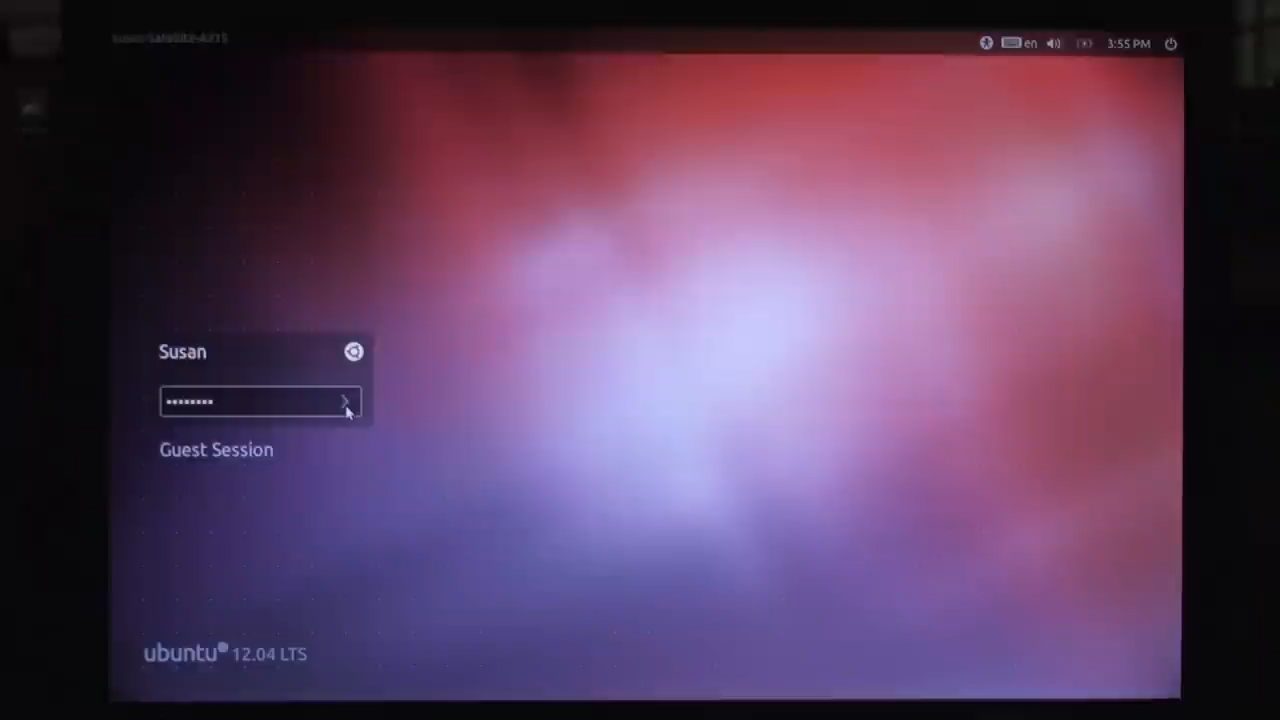 en 3:55 PM
Susan
••••••••
Guest Session
ubuntu 12.04 LTS